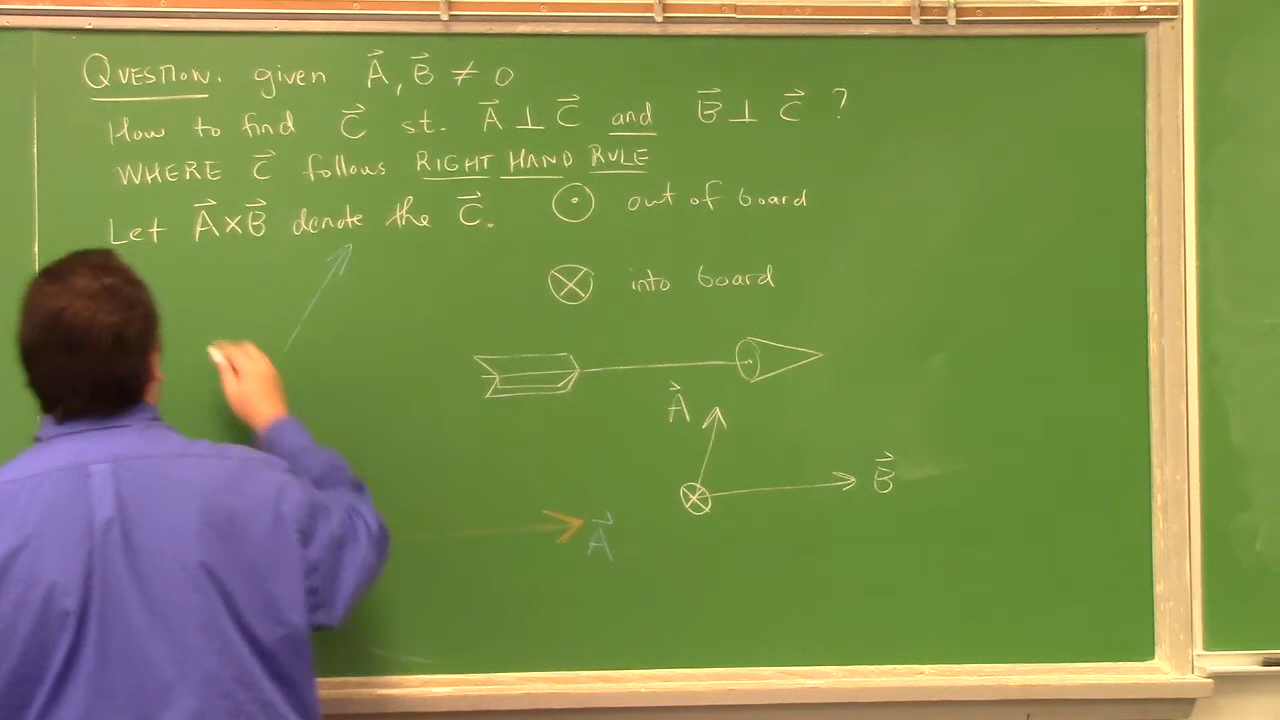 QUESTION. given A⃗, B⃗ ≠ 0
How to find C⃗ st. A⃗ ⊥ C⃗ and B⃗ ⊥ C⃗ ?
WHERE C⃗ follows RIGHT HAND RULE
Let A⃗×B⃗ denote the C⃗.
⊙ out of board
⊗ into board
A⃗
B⃗
A⃗